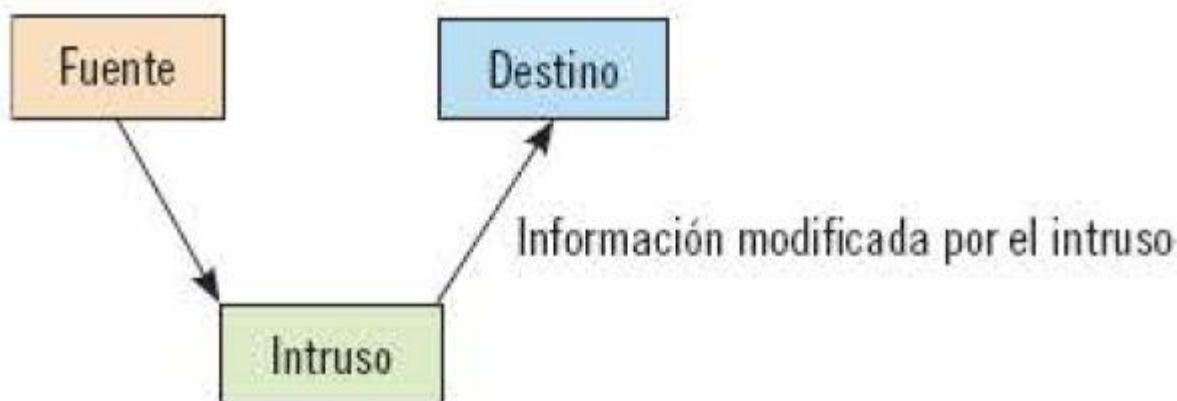 Fuente
Destino
Información modificada por el intruso
Intruso